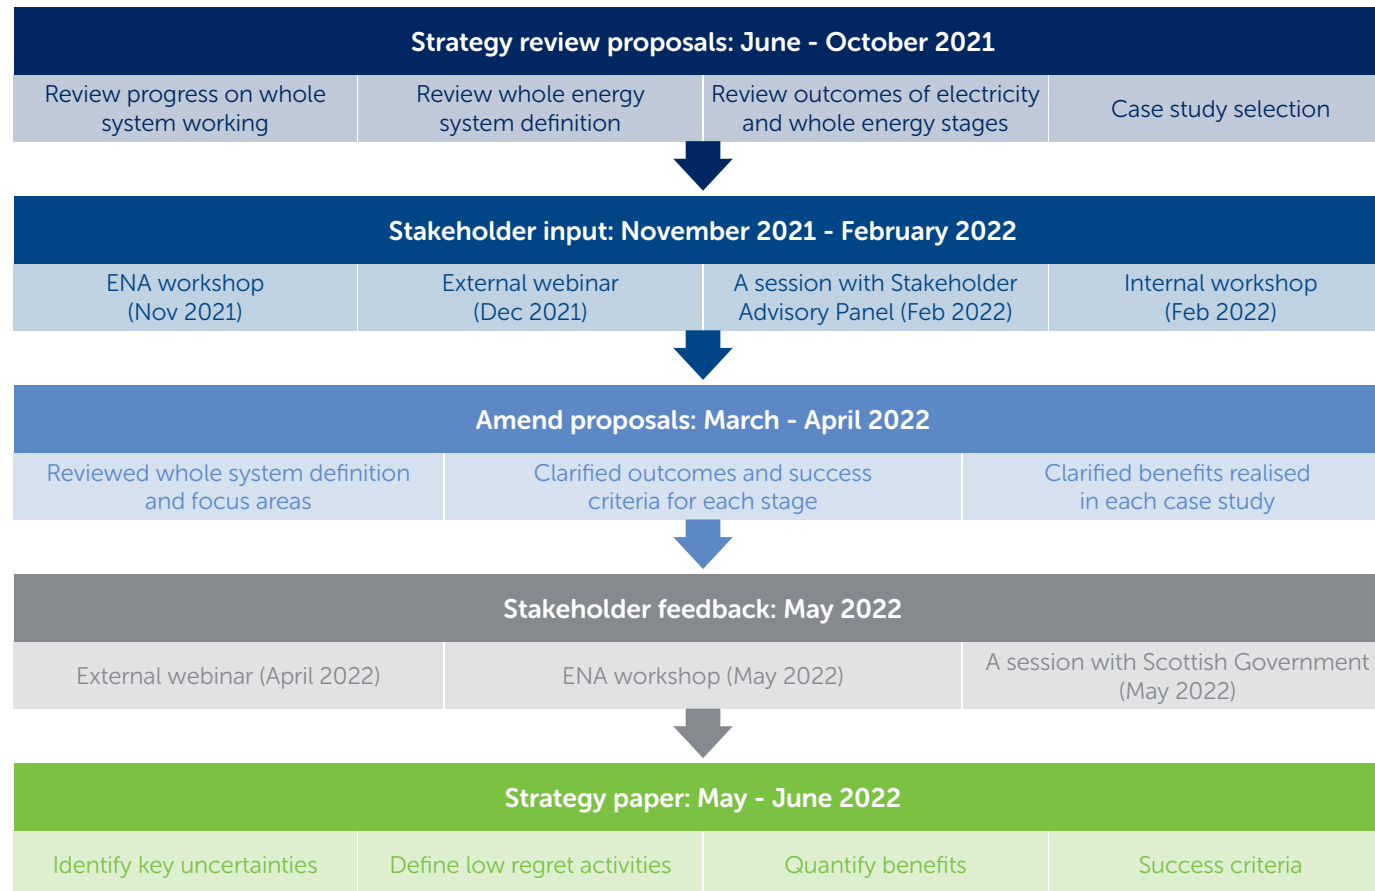 Strategy review proposals: June - October 2021
Review progress on whole
system working
Review whole energy
system definition
Review outcomes of electricity
and whole energy stages
Case study selection
Stakeholder input: November 2021 - February 2022
ENA workshop
(Nov 2021)
External webinar
(Dec 2021)
A session with Stakeholder
Advisory Panel (Feb 2022)
Internal workshop
(Feb 2022)
Amend proposals: March - April 2022
Reviewed whole system definition
and focus areas
Clarified outcomes and success
criteria for each stage
Clarified benefits realised
in each case study
Stakeholder feedback: May 2022
External webinar (April 2022)
ENA workshop (May 2022)
A session with Scottish Government
(May 2022)
Strategy paper: May - June 2022
Identify key uncertainties
Define low regret activities
Quantify benefits
Success criteria